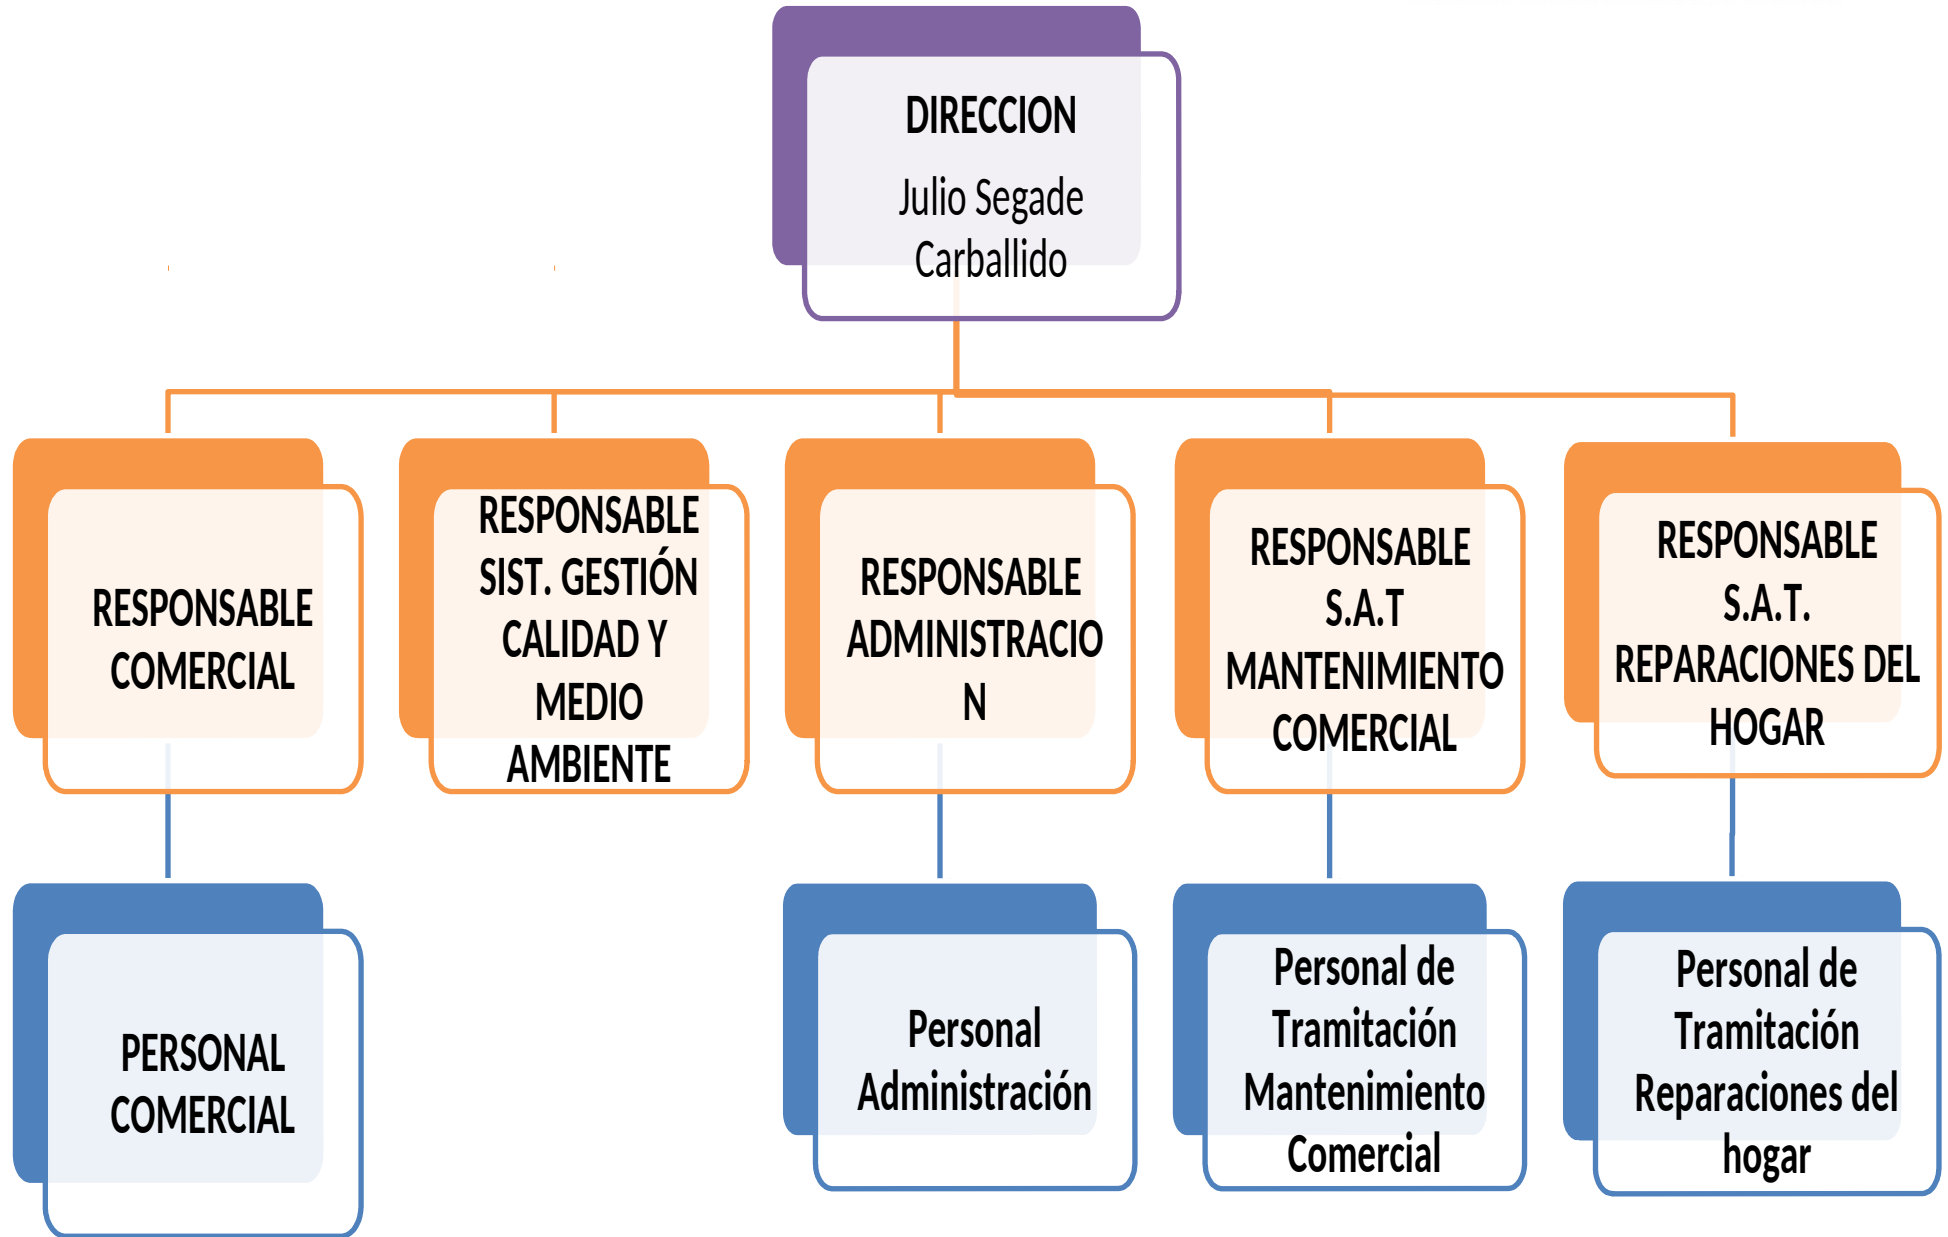 DIRECCION
Julio Segade
Carballido
RESPONSABLE
COMERCIAL
RESPONSABLE
SIST. GESTIÓN
CALIDAD Y
MEDIO
AMBIENTE
RESPONSABLE
ADMINISTRACIO
N
RESPONSABLE
S.A.T
MANTENIMIENTO
COMERCIAL
RESPONSABLE
S.A.T.
REPARACIONES DEL
HOGAR
PERSONAL
COMERCIAL
Personal
Administración
Personal de
Tramitación
Mantenimiento
Comercial
Personal de
Tramitación
Reparaciones del
hogar